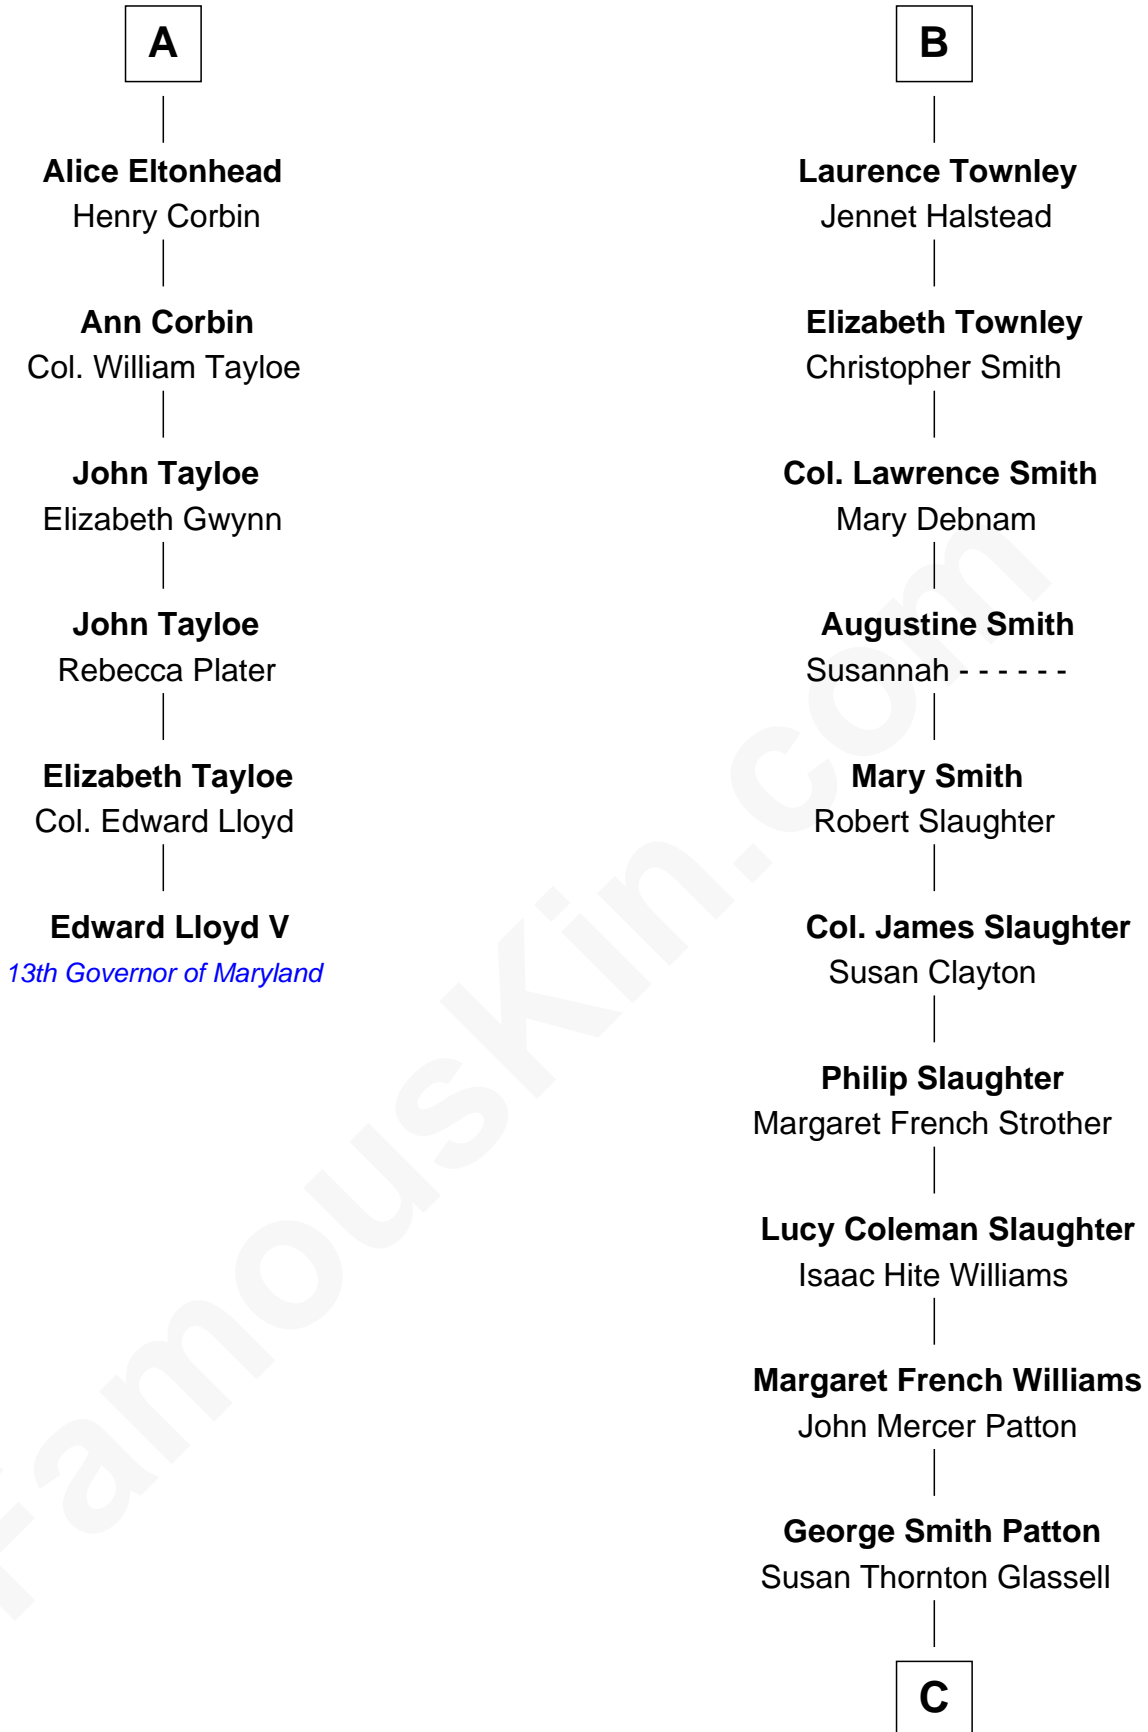 A
Alice Eltonhead
Henry Corbin
Ann Corbin
Col. William Tayloe
John Tayloe
Elizabeth Gwynn
John Tayloe
Rebecca Plater
Elizabeth Tayloe
Col. Edward Lloyd
Edward Lloyd V
13th Governor of Maryland
B
Laurence Townley
Jennet Halstead
Elizabeth Townley
Christopher Smith
Col. Lawrence Smith
Mary Debnam
Augustine Smith
Susannah - - - - - -
Mary Smith
Robert Slaughter
Col. James Slaughter
Susan Clayton
Philip Slaughter
Margaret French Strother
Lucy Coleman Slaughter
Isaac Hite Williams
Margaret French Williams
John Mercer Patton
George Smith Patton
Susan Thornton Glassell
C
FamousKin.com